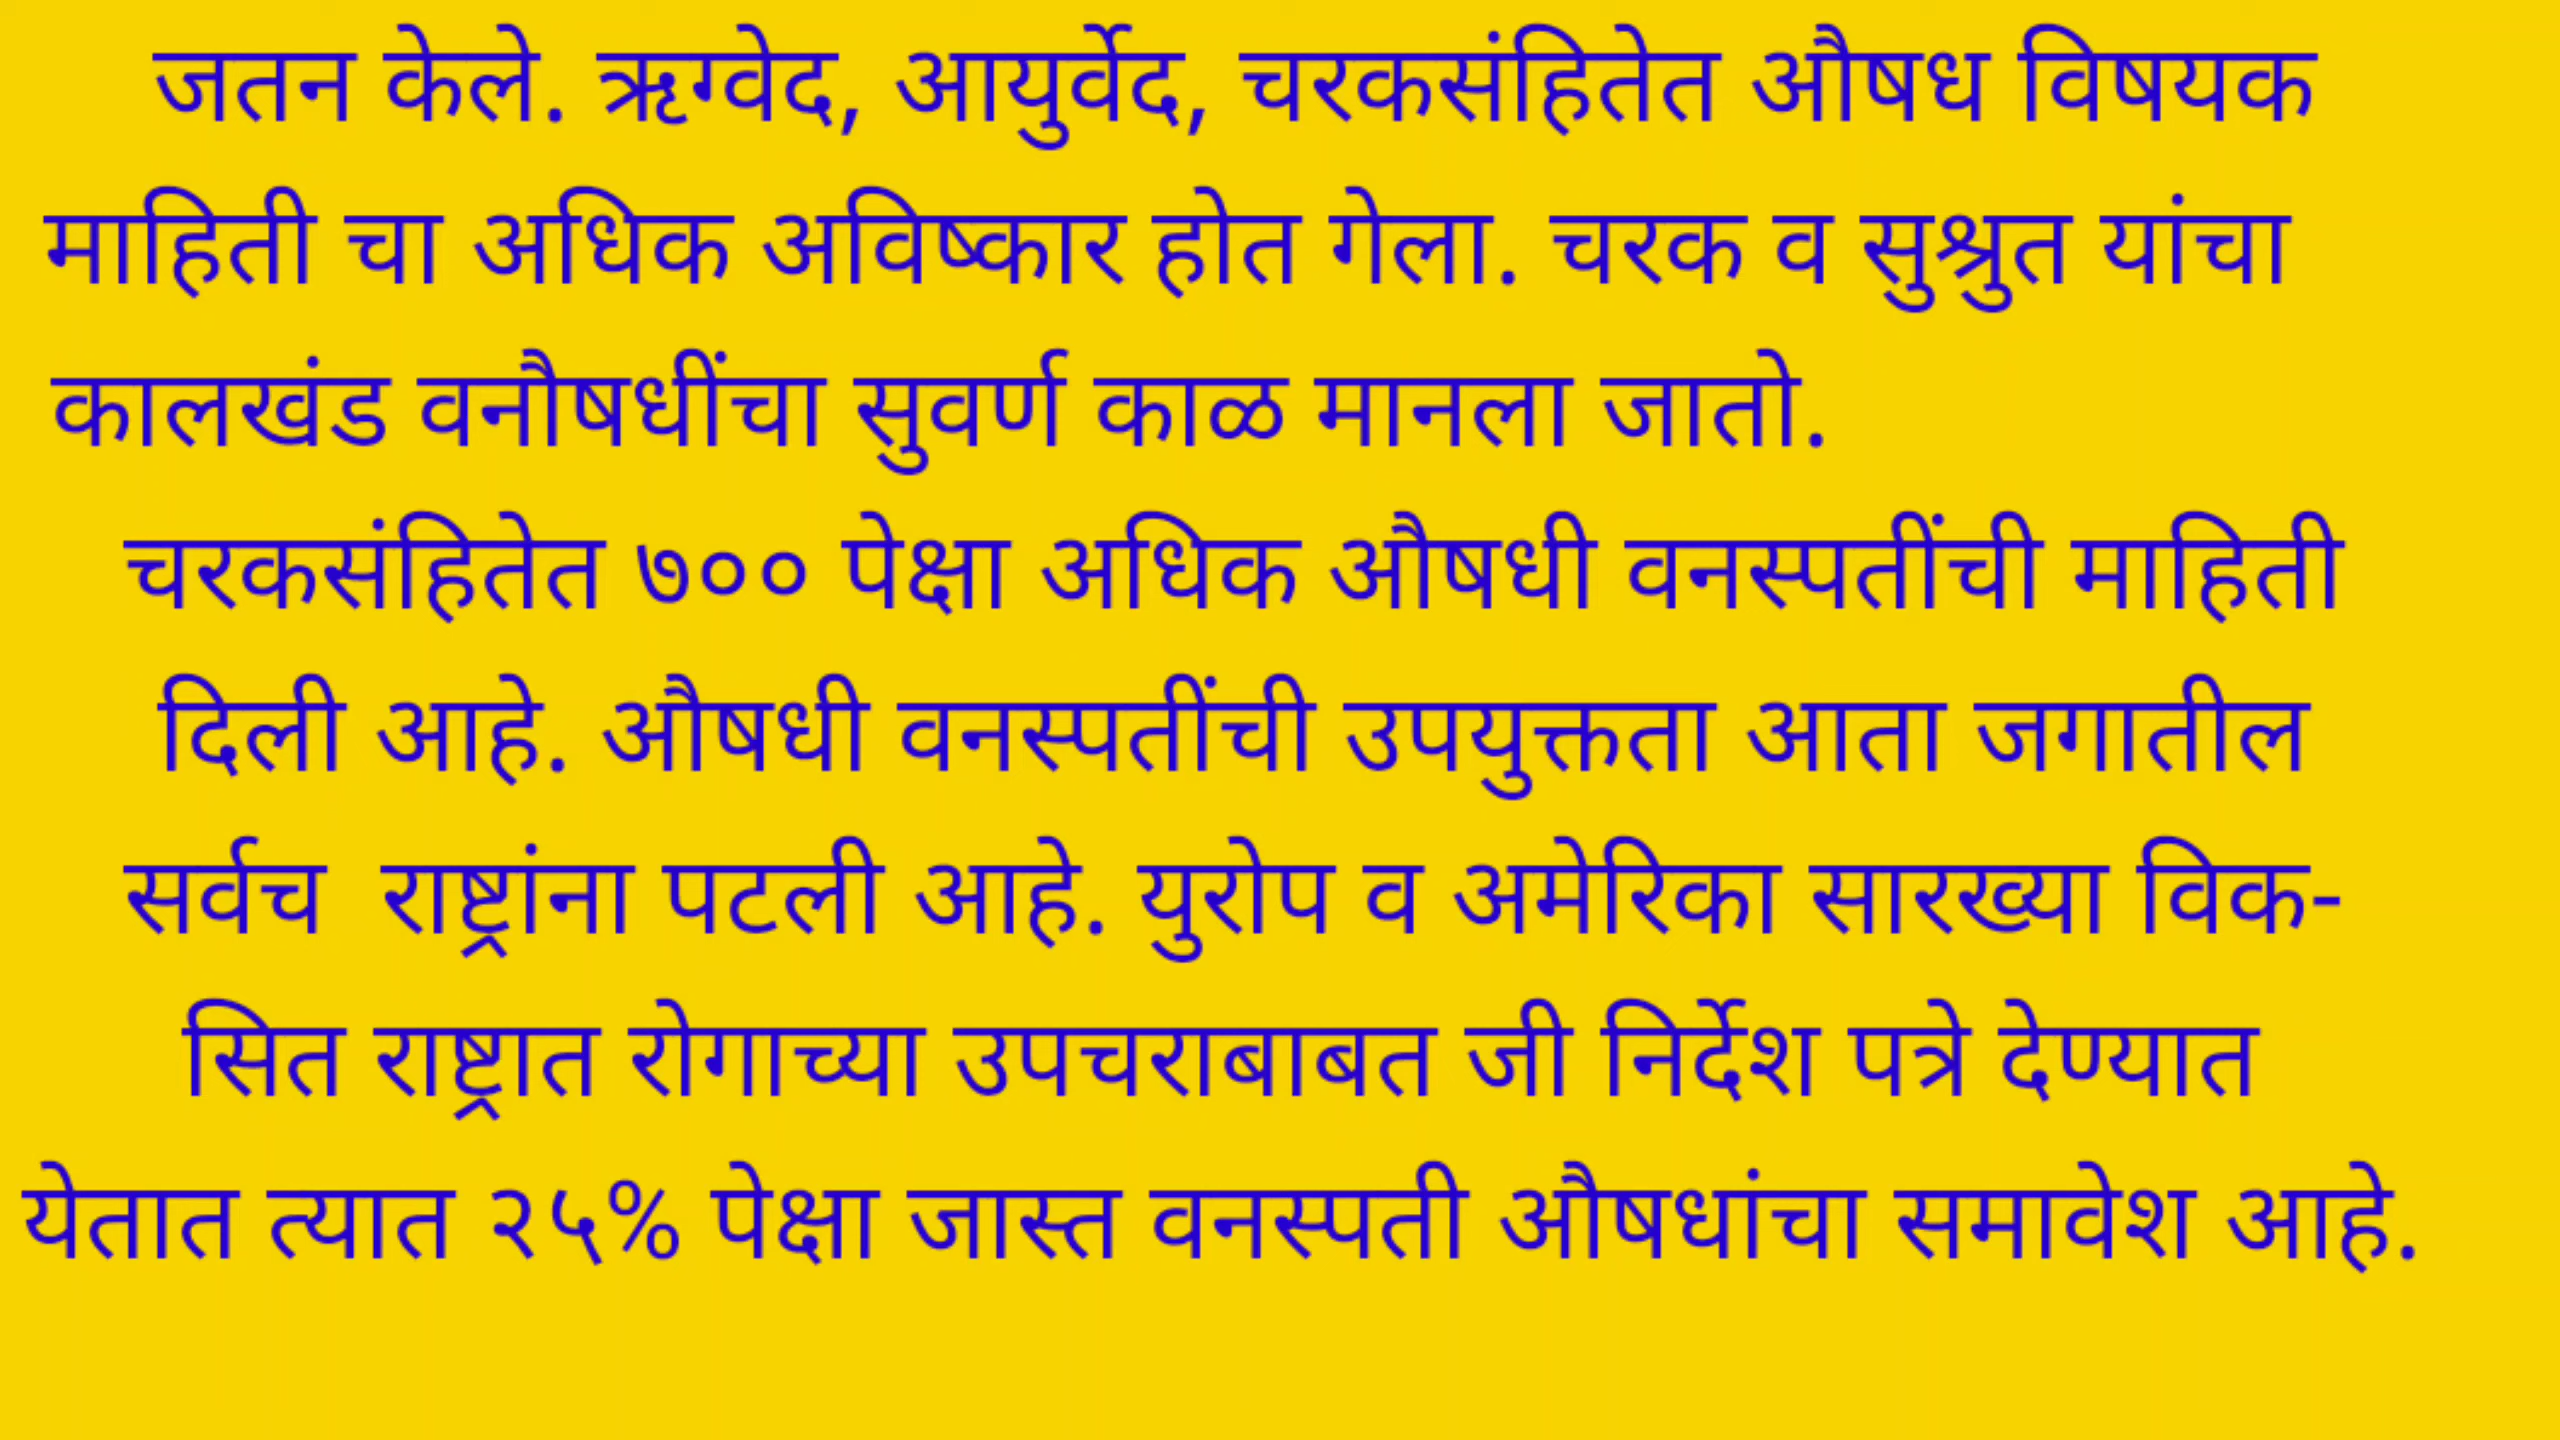 जतन केले. ऋग्वेद, आयुर्वेद, चरकसंहितेत औषध विषयक
माहिती चा अधिक अविष्कार होत गेला. चरक व सुश्रुत यांचा
कालखंड वनौषधींचा सुवर्ण काळ मानला जातो.
चरकसंहितेत ७०० पेक्षा अधिक औषधी वनस्पतींची माहिती
दिली आहे. औषधी वनस्पतींची उपयुक्तता आता जगातील
सर्वच  राष्ट्रांना पटली आहे. युरोप व अमेरिका सारख्या विक-
सित राष्ट्रात रोगाच्या उपचराबाबत जी निर्देश पत्रे देण्यात
येतात त्यात २५% पेक्षा जास्त वनस्पती औषधांचा समावेश आहे.